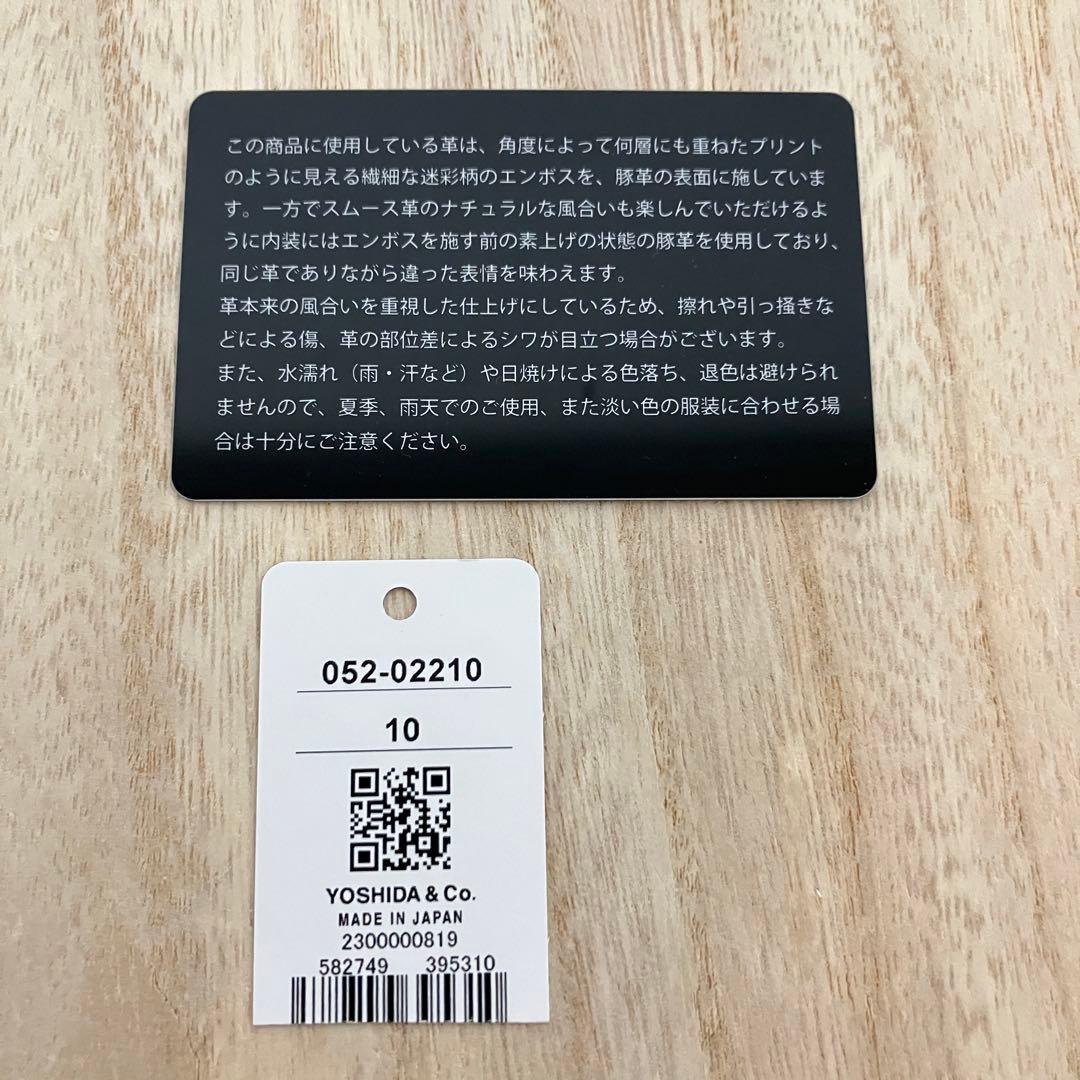 この商品に使用している革は、角度によって何層にも重ねたプリント
のように見える繊細な迷彩柄のエンボスを、豚革の表面に施していま
す。一方でスムース革のナチュラルな風合いも楽しんでいただけるよ
うに内装にはエンボスを施す前の素上げの状態の豚革を使用しており、
同じ革でありながら違った表情を味わえます。
革本来の風合いを重視した仕上げにしているため、擦れや引っ掻きな
どによる傷、革の部位差によるシワが目立つ場合がございます。
また、水濡れ（雨・汗など）や日焼けによる色落ち、退色は避けられ
ませんので、夏季、雨天でのご使用、また淡い色の服装に合わせる場
合は十分にご注意ください。
052-02210
10
YOSHIDA & Co.
MADE IN JAPAN
2300000819
582749 395310